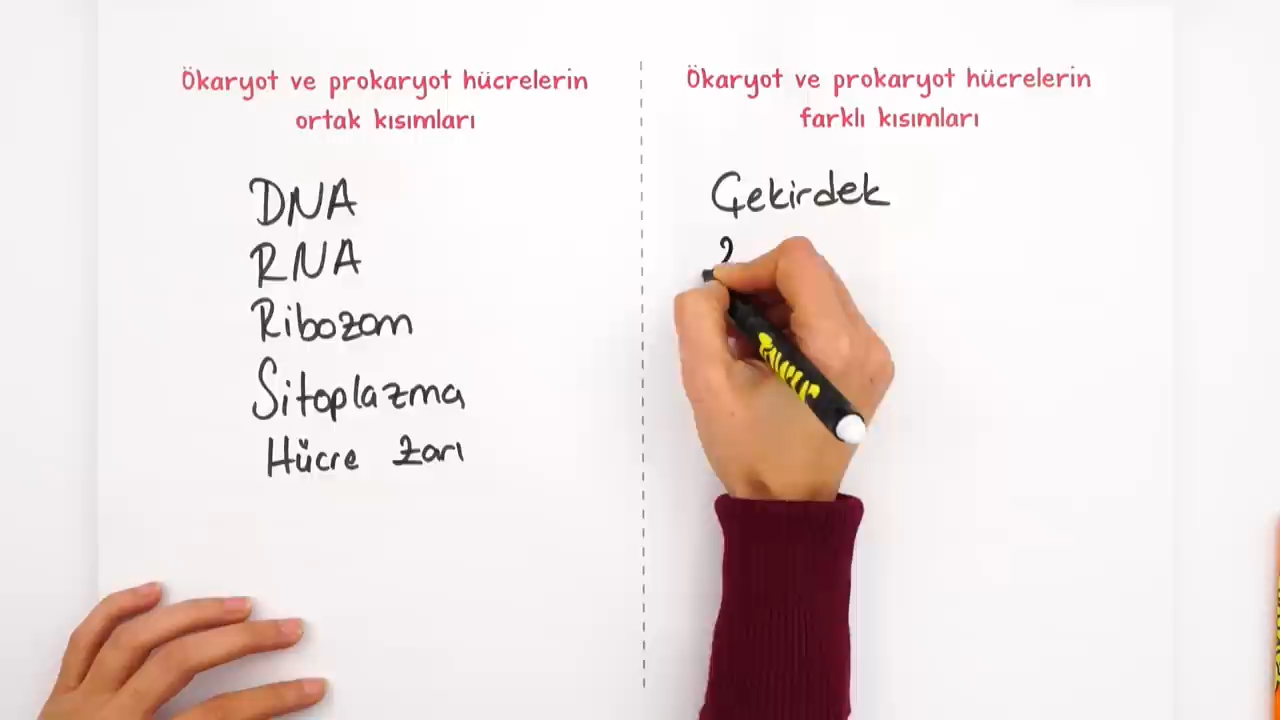 Ökaryot ve prokaryot hücrelerin
ortak kısımları
DNA
RNA
Ribozom
Sitoplazma
Hücre zarı
Ökaryot ve prokaryot hücrelerin
farklı kısımları
Çekirdek